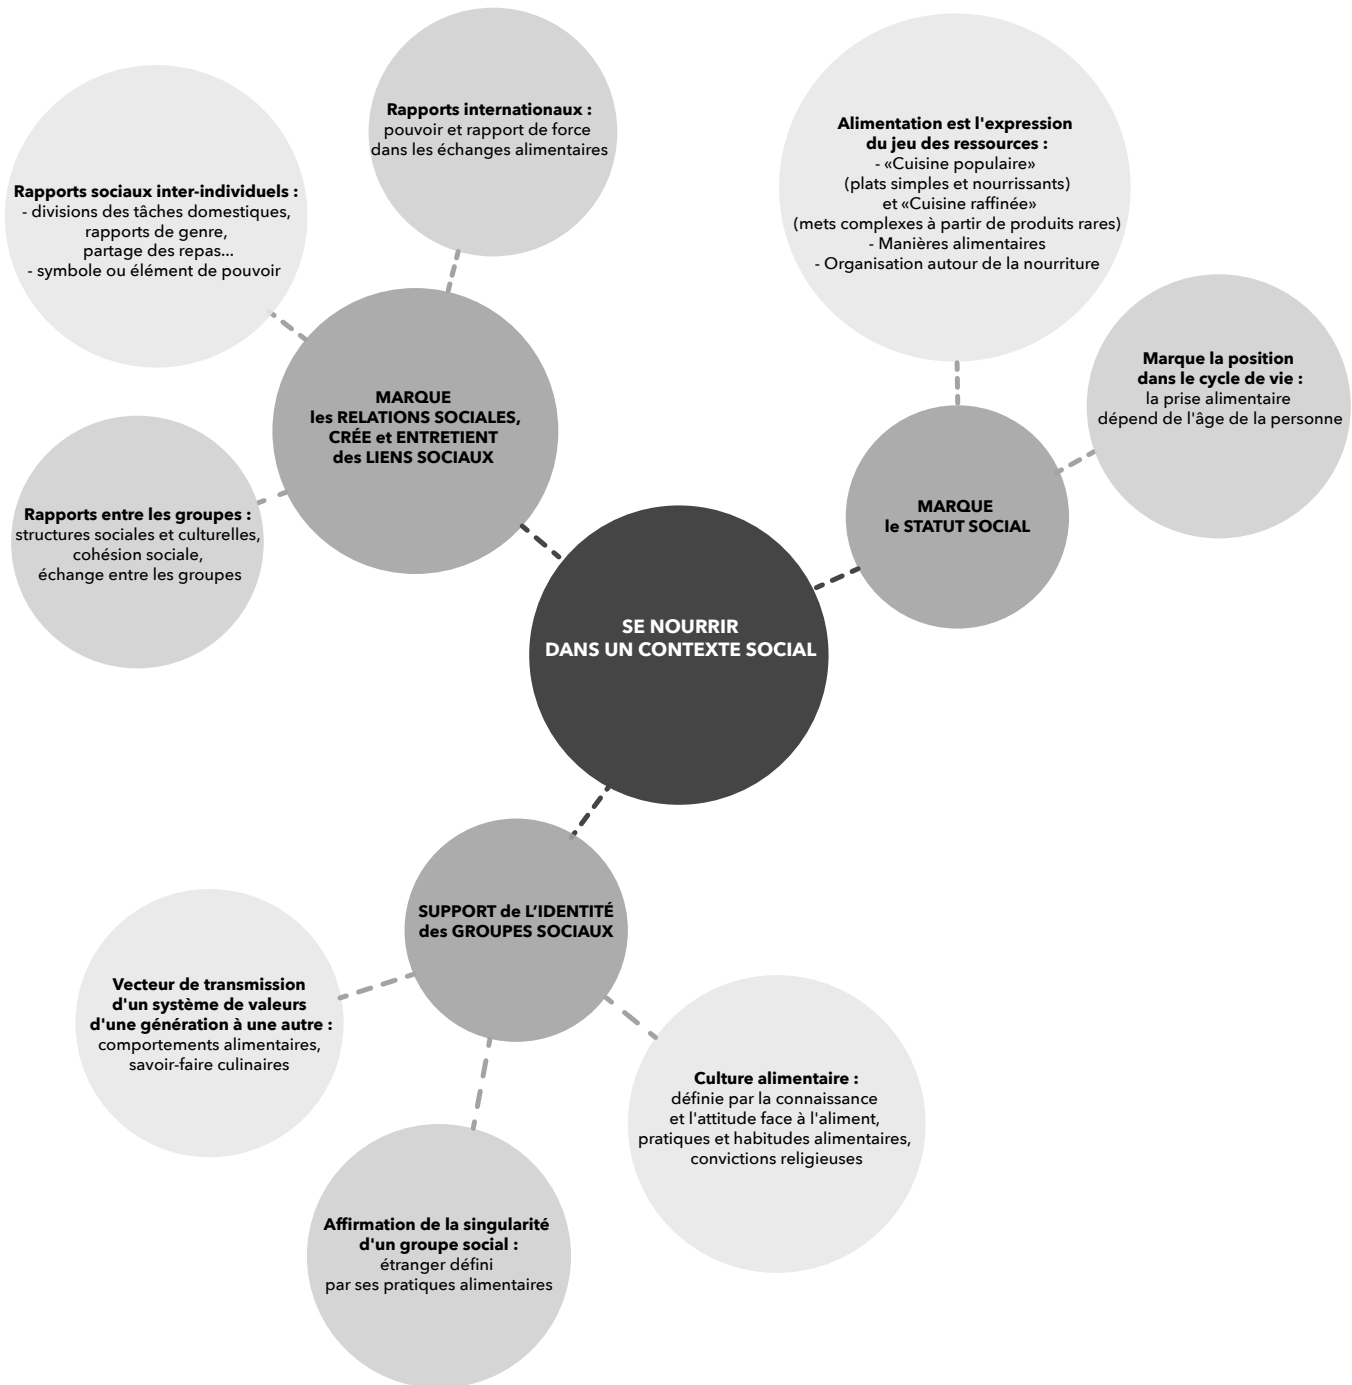 Rapports internationaux :
pouvoir et rapport de force
dans les échanges alimentaires
Rapports sociaux inter-individuels :
- divisions des tâches domestiques,
rapports de genre,
partage des repas...
- symbole ou élément de pouvoir
MARQUE
les RELATIONS SOCIALES,
CRÉE et ENTRETIENT
des LIENS SOCIAUX
Rapports entre les groupes :
structures sociales et culturelles,
cohésion sociale,
échange entre les groupes
Alimentation est l'expression
du jeu des ressources :
- «Cuisine populaire»
(plats simples et nourrissants)
et «Cuisine raffinée»
(mets complexes à partir de produits rares)
- Manières alimentaires
- Organisation autour de la nourriture
Marque la position
dans le cycle de vie :
la prise alimentaire
dépend de l'âge de la personne
MARQUE
le STATUT SOCIAL
SE NOURRIR
DANS UN CONTEXTE SOCIAL
SUPPORT de L’IDENTITÉ
des GROUPES SOCIAUX
Vecteur de transmission
d'un système de valeurs
d'une génération à une autre :
comportements alimentaires,
savoir-faire culinaires
Culture alimentaire :
définie par la connaissance
et l'attitude face à l'aliment,
pratiques et habitudes alimentaires,
convictions religieuses
Affirmation de la singularité
d'un groupe social :
étranger défini
par ses pratiques alimentaires